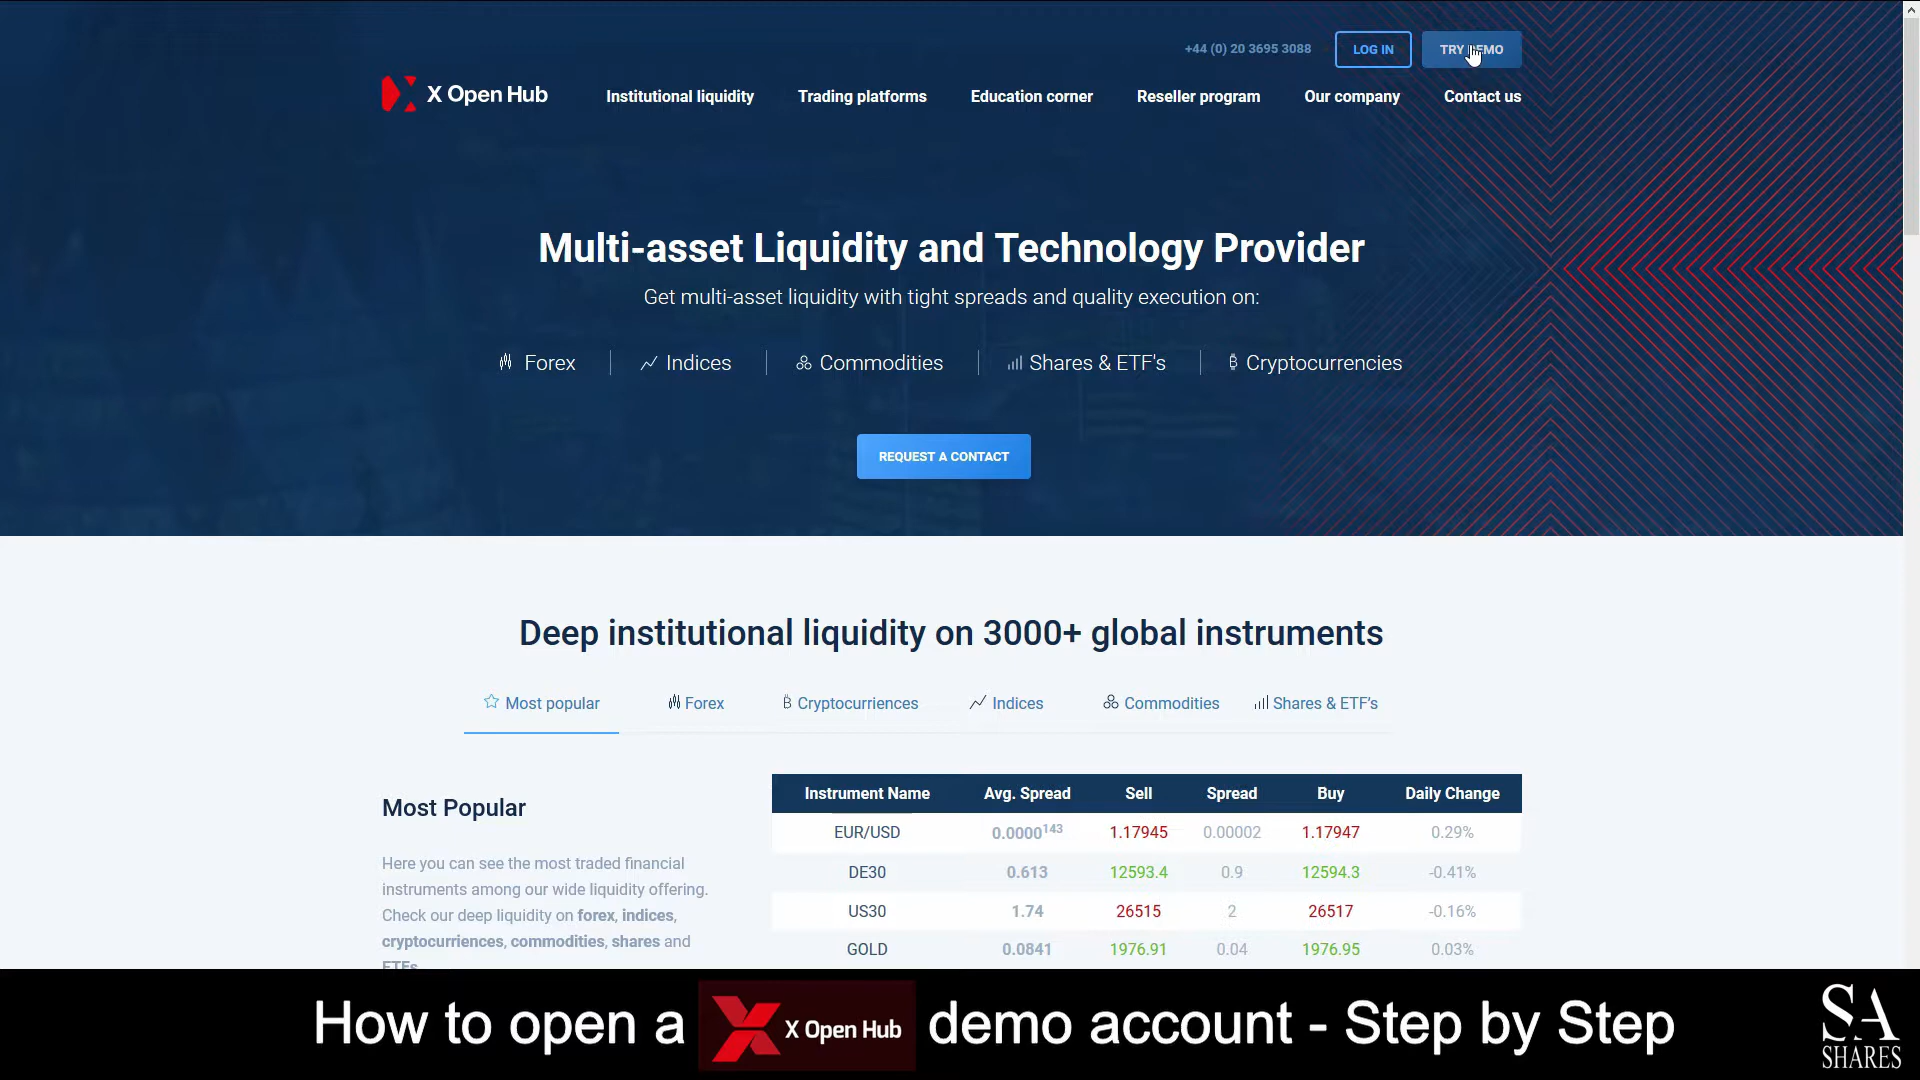 +44 (0) 20 3695 3088
LOG IN
TRY DEMO
X Open Hub
Institutional liquidity
Trading platforms
Education corner
Reseller program
Our company
Contact us
Multi-asset Liquidity and Technology Provider
Get multi-asset liquidity with tight spreads and quality execution on:
Forex
Indices
Commodities
Shares & ETF's
Cryptocurrencies
REQUEST A CONTACT
Deep institutional liquidity on 3000+ global instruments
Most popular
Forex
Cryptocurriences
Indices
Commodities
Shares & ETF's
Most Popular
Here you can see the most traded financial
instruments among our wide liquidity offering.
Check our deep liquidity on forex, indices,
cryptocurriences, commodities, shares and
ETFs
Instrument Name Avg. Spread Sell Spread Buy Daily Change
EUR/USD 0.0000143 1.17945 0.00002 1.17947 0.29%
DE30 0.613 12593.4 0.9 12594.3 -0.41%
US30 1.74 26515 2 26517 -0.16%
GOLD 0.0841 1976.91 0.04 1976.95 0.03%
How to open a X Open Hub demo account - Step by Step
SA
SHARES